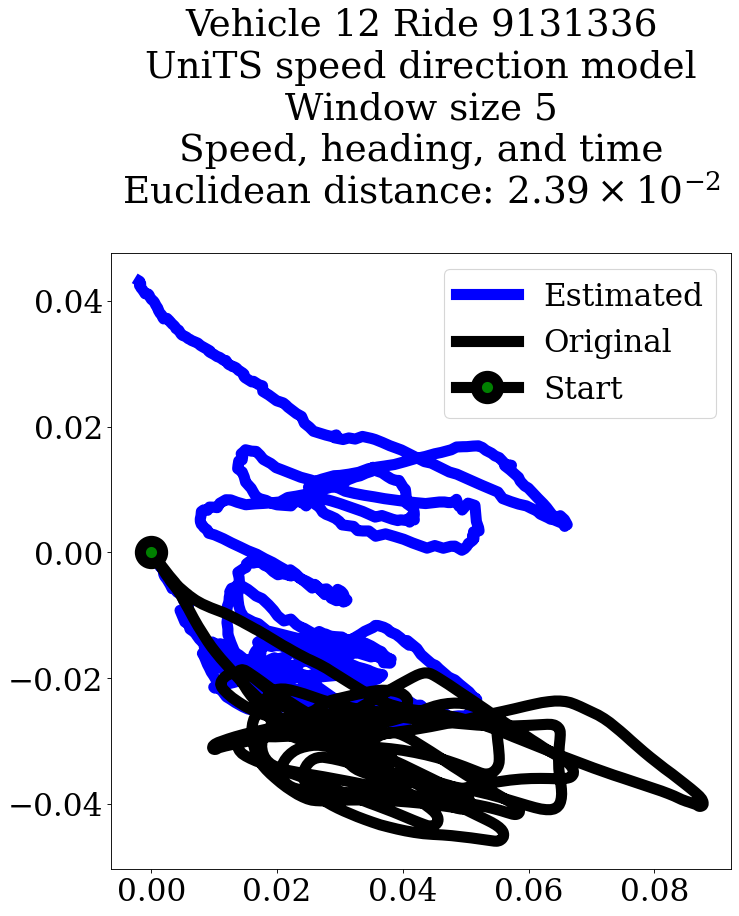 Vehicle 12 Ride 9131336
UniTS speed direction model
Window size 5
Speed, heading, and time
Euclidean distance: 2.39 × 10⁻²
Estimated
Original
Start
0.04
0.02
0.00
−0.02
−0.04
0.00 0.02 0.04 0.06 0.08